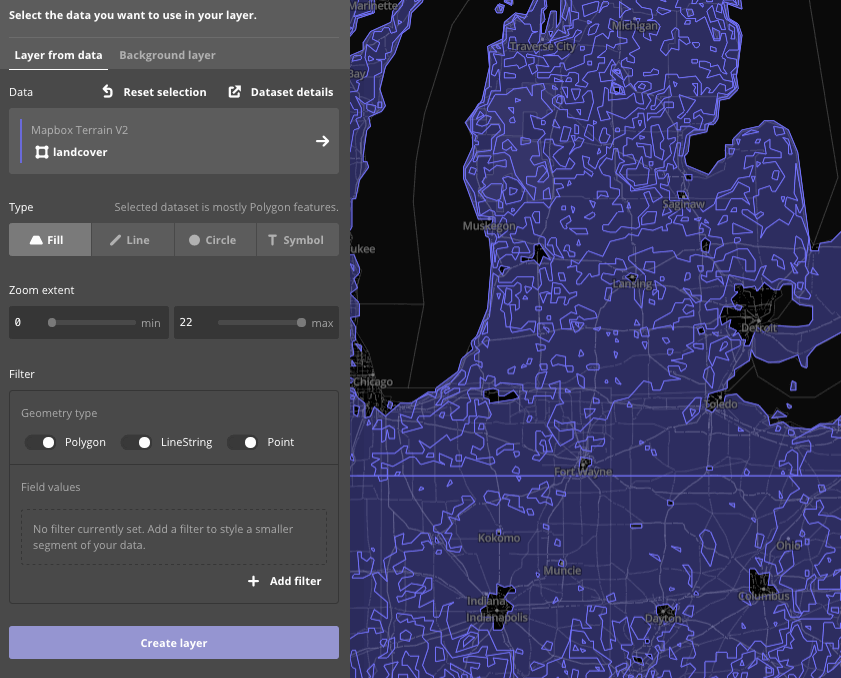 Select the data you want to use in your layer.
Layer from data Background layer
Data Reset selection Dataset details
Mapbox Terrain V2
landcover
Type Selected dataset is mostly Polygon features.
Fill Line Circle Symbol
Zoom extent
0 min 22 max
Filter
Geometry type
Polygon LineString Point
Field values
No filter currently set. Add a filter to style a smaller
segment of your data.
Add filter
Create layer
Marinette
Michigan
Traverse City
Bay
Saginaw
Muskegon
ukee
Lansing
Detroit
Chicago
Toledo
Fort Wayne
Kokomo
Ohio
Muncie
Columbus
Indiana
Indianapolis
Dayton